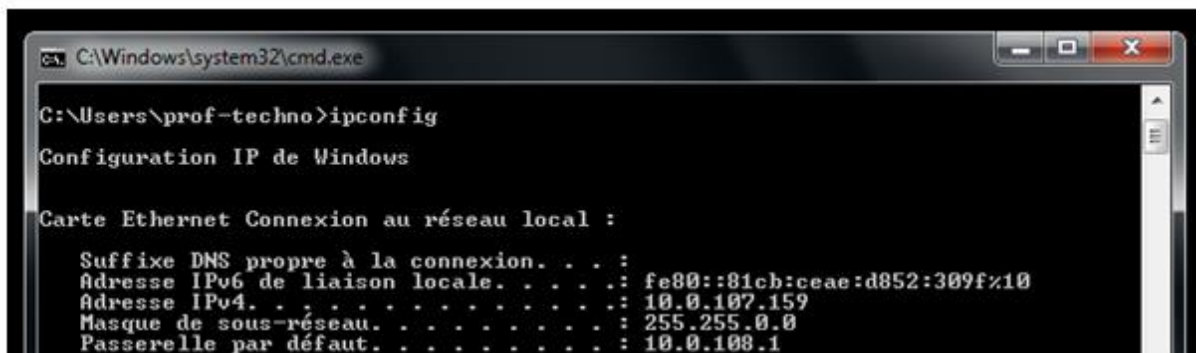 C:\Windows\system32\cmd.exe
C:\Users\prof-techno>ipconfig
Configuration IP de Windows
Carte Ethernet Connexion au réseau local :
Suffixe DNS propre à la connexion. . . :
Adresse IPv6 de liaison locale. . . . .: fe80::81cb:ceae:d852:309f%10
Adresse IPv4. . . . . . . . . . . . . .: 10.0.107.159
Masque de sous-réseau. . . . . . . . . : 255.255.0.0
Passerelle par défaut. . . . . . . . . : 10.0.108.1